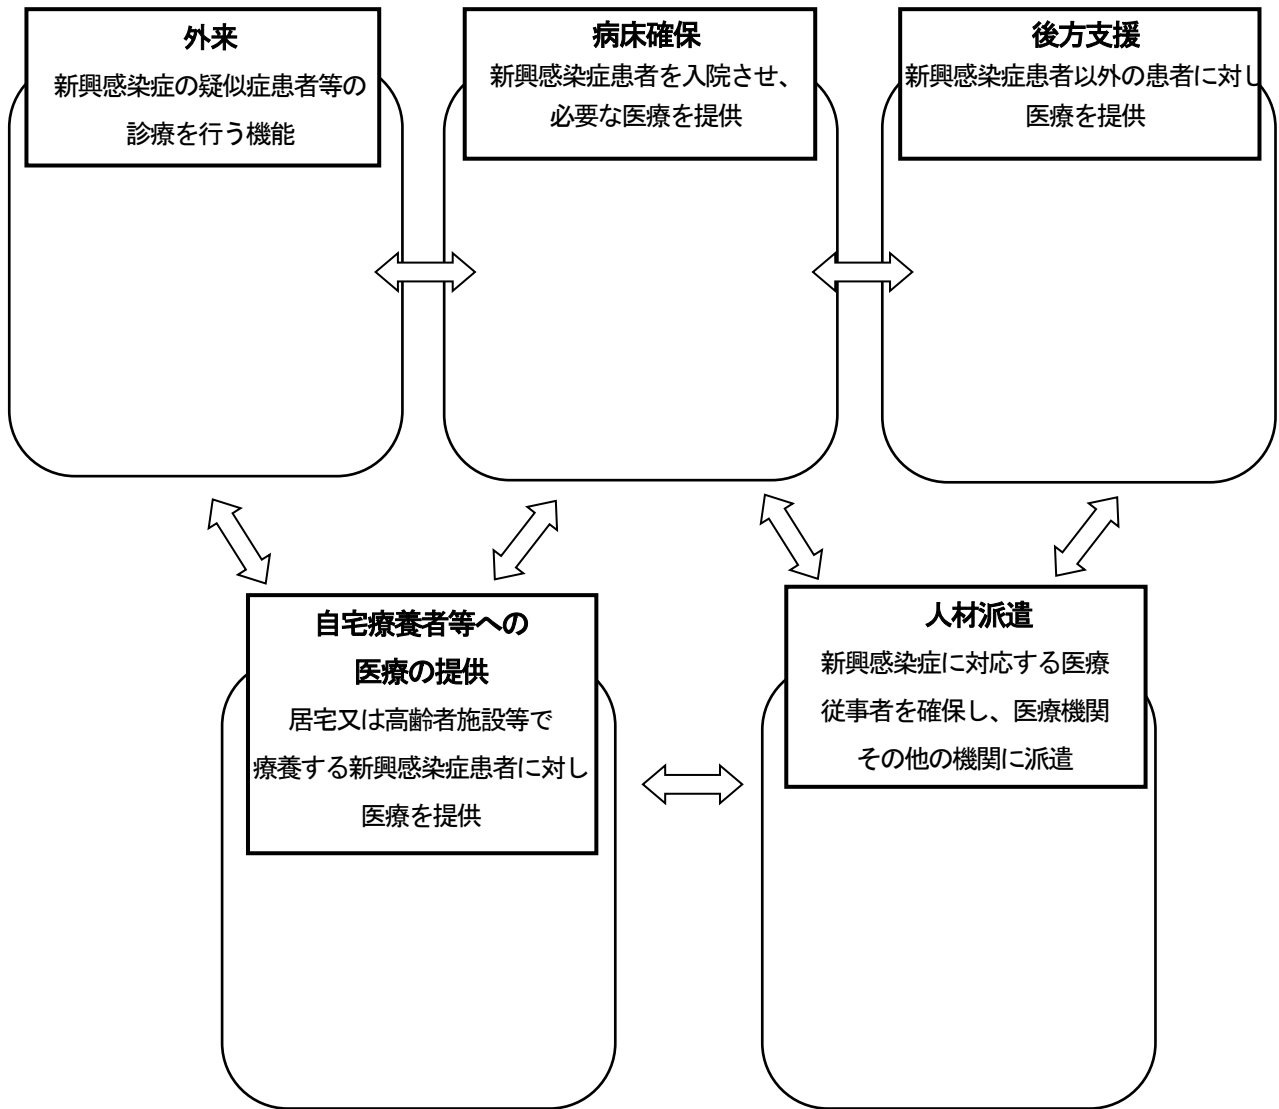 外来
新興感染症の疑似症患者等の
診療を行う機能
病床確保
新興感染症患者を入院させ、
必要な医療を提供
後方支援
新興感染症患者以外の患者に対し
医療を提供
自宅療養者等への
医療の提供
居宅又は高齢者施設等で
療養する新興感染症患者に対し
医療を提供
人材派遣
新興感染症に対応する医療
従事者を確保し、医療機関
その他の機関に派遣